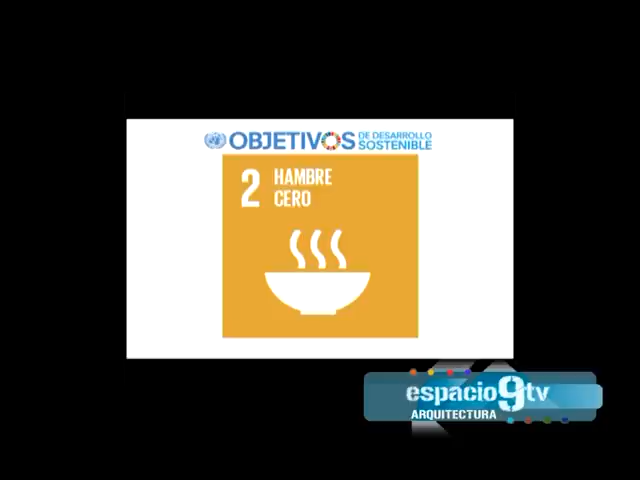 OBJETIVOS DE DESARROLLO
SOSTENIBLE
2 HAMBRE
CERO
espacio9tv
ARQUITECTURA